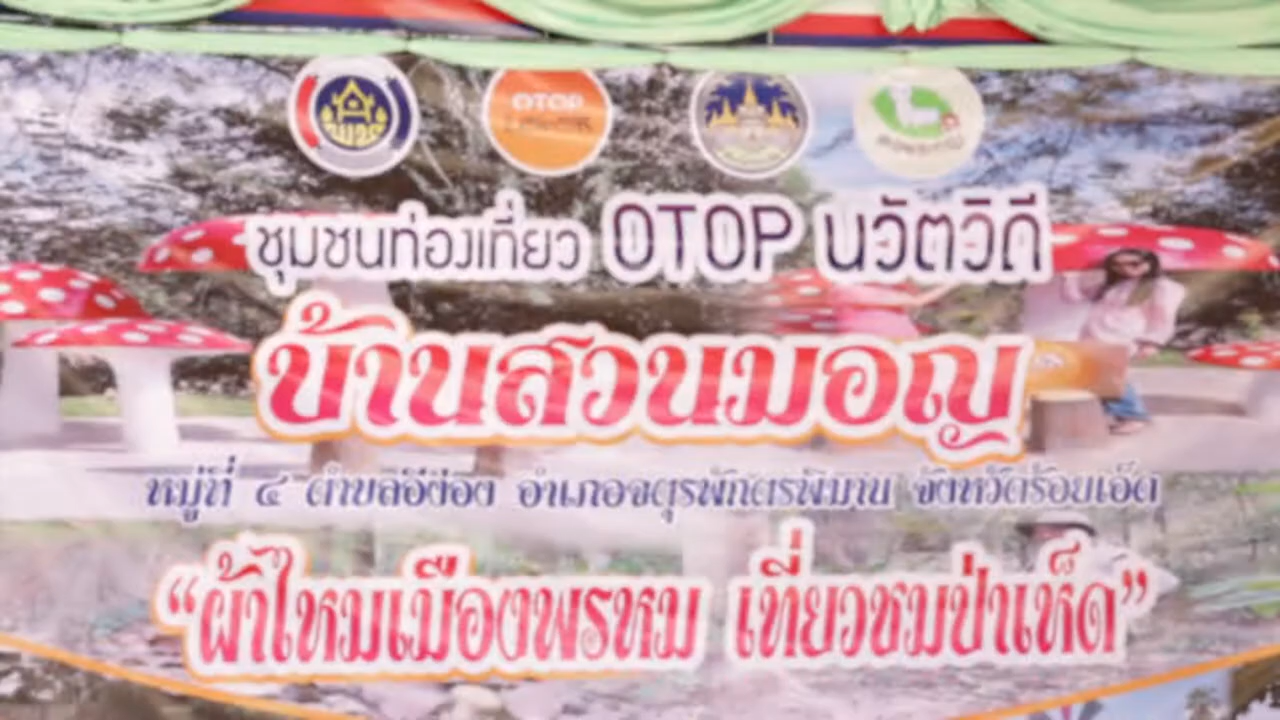 OTOP
ชุมชนท่องเที่ยว OTOP นวัตวิถี
บ้านสวนมอญ
หมู่ที่ ๔ ตำบลอีง่อง อำเภอจตุรพักตรพิมาน จังหวัดร้อยเอ็ด
“ผ้าไหมเมืองพรหม เที่ยวชมป่าเห็ด”